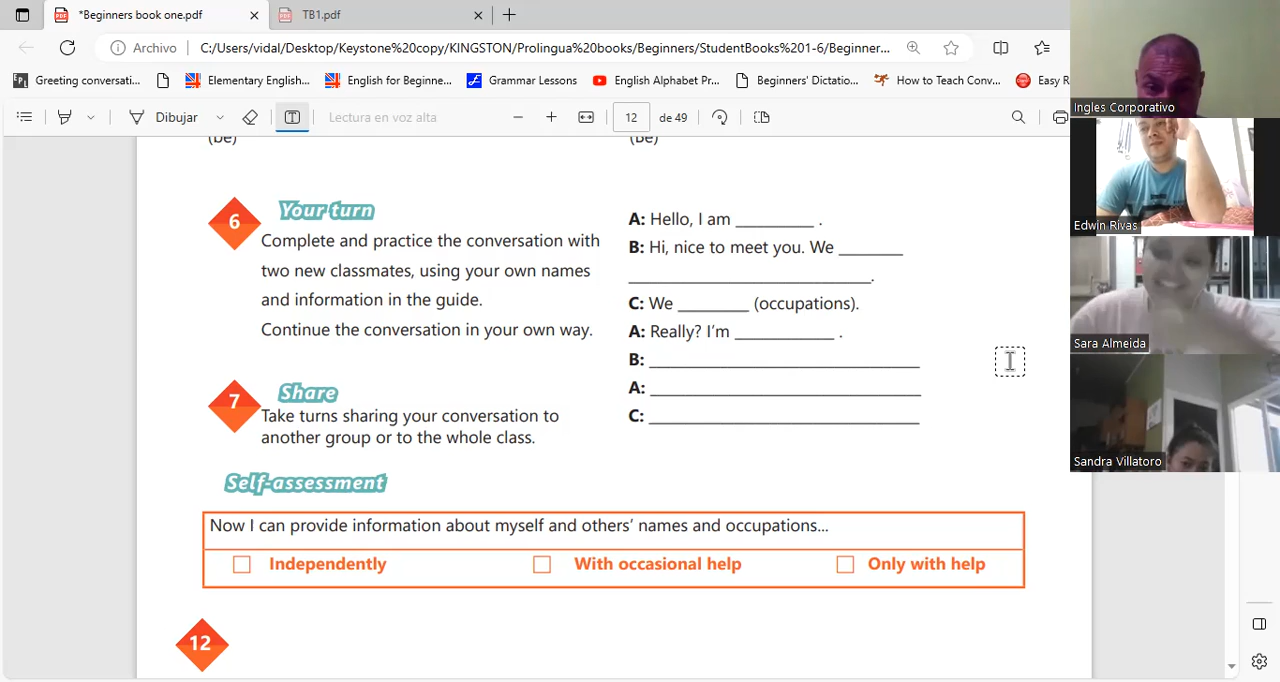 *Beginners book one.pdf
TB1.pdf
Archivo
C:/Users/vidal/Desktop/Keystone%20copy/KINGSTON/Prolingua%20books/Beginners/StudentBooks%201-6/Beginner...
Greeting conversati...
Elementary English...
English for Beginne...
Grammar Lessons
English Alphabet Pr...
Beginners' Dictatio...
How to Teach Conv...
Easy R
Dibujar
Lectura en voz alta
12
de 49
(be)
(be)
6
Your turn
Complete and practice the conversation with
two new classmates, using your own names
and information in the guide.
Continue the conversation in your own way.
A: Hello, I am _________ .
B: Hi, nice to meet you. We ________
____________________________.
C: We ________ (occupations).
A: Really? I'm ___________ .
B: ______________________________
A: ______________________________
C: ______________________________
7
Share
Take turns sharing your conversation to
another group or to the whole class.
Self-assessment
Now I can provide information about myself and others' names and occupations...
Independently
With occasional help
Only with help
12
Ingles Corporativo
Edwin Rivas
Sara Almeida
Sandra Villatoro